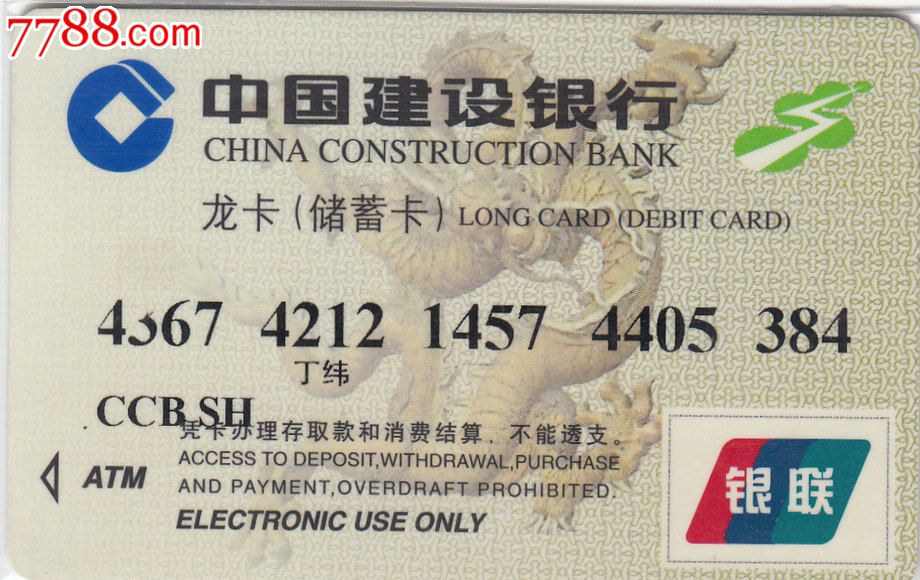 7788.com
中国建设银行
CHINA CONSTRUCTION BANK
龙卡(储蓄卡) LONG CARD (DEBIT CARD)
4367 4212 1457 4405 384
丁纬
CCB SH
凭卡办理存取款和消费结算、不能透支。
ACCESS TO DEPOSIT,WITHDRAWAL,PURCHASE
AND PAYMENT,OVERDRAFT PROHIBITED.
ATM
ELECTRONIC USE ONLY
银联